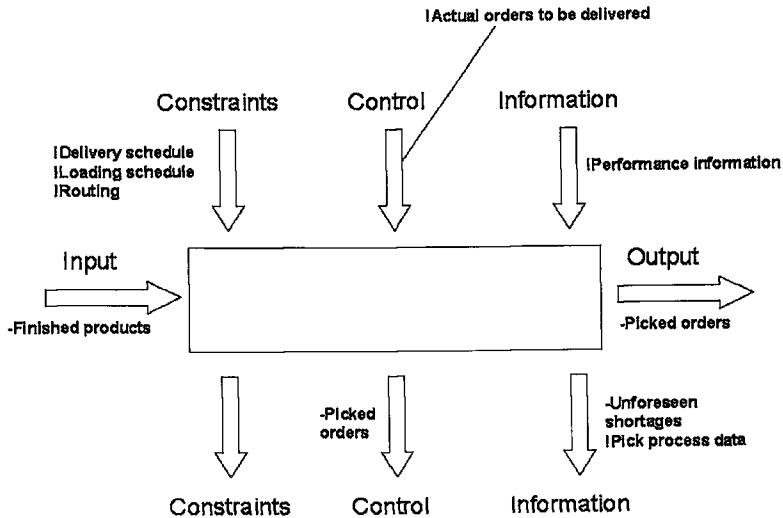 !Actual orders to be delivered
Constraints
Control
Information
!Delivery schedule
!Loading schedule
!Routing
!Performance information
Input
Output
-Finished products
-Picked orders
-Picked
orders
-Unforeseen
shortages
!Pick process data
Constraints
Control
Information